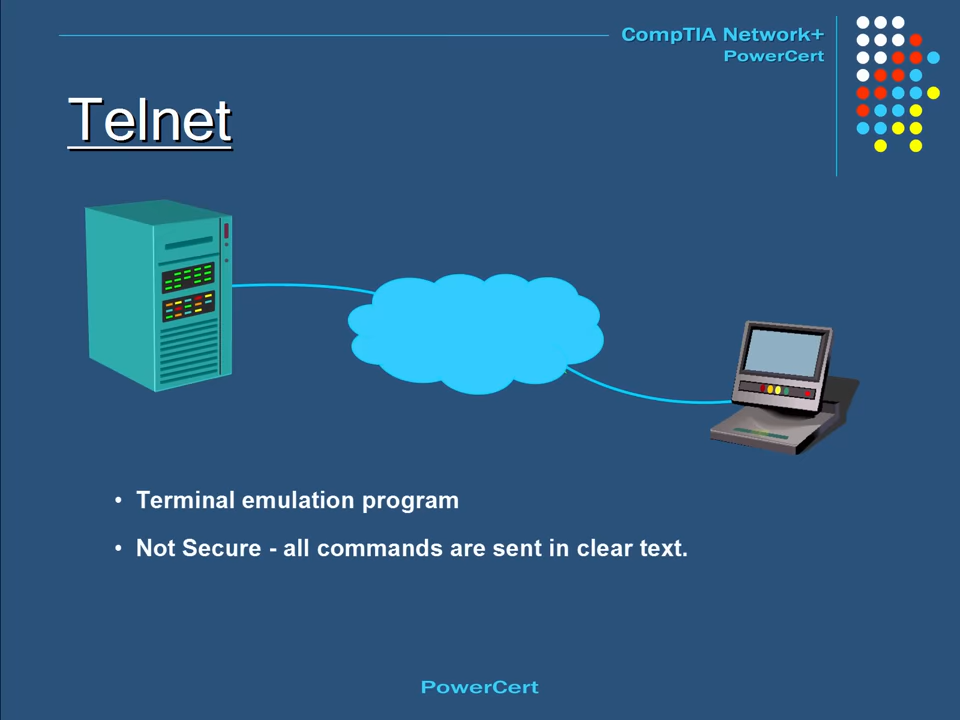 CompTIA Network+
PowerCert
Telnet
• Terminal emulation program
• Not Secure - all commands are sent in clear text.
PowerCert